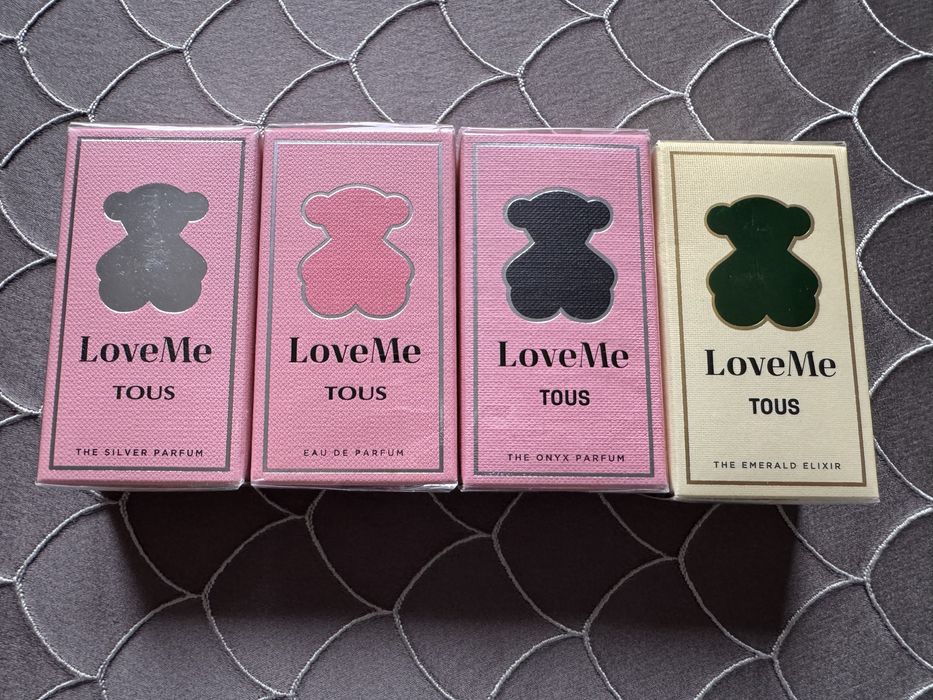 LoveMe
TOUS
THE SILVER PARFUM
LoveMe
TOUS
EAU DE PARFUM
LoveMe
TOUS
THE ONYX PARFUM
LoveMe
TOUS
THE EMERALD ELIXIR